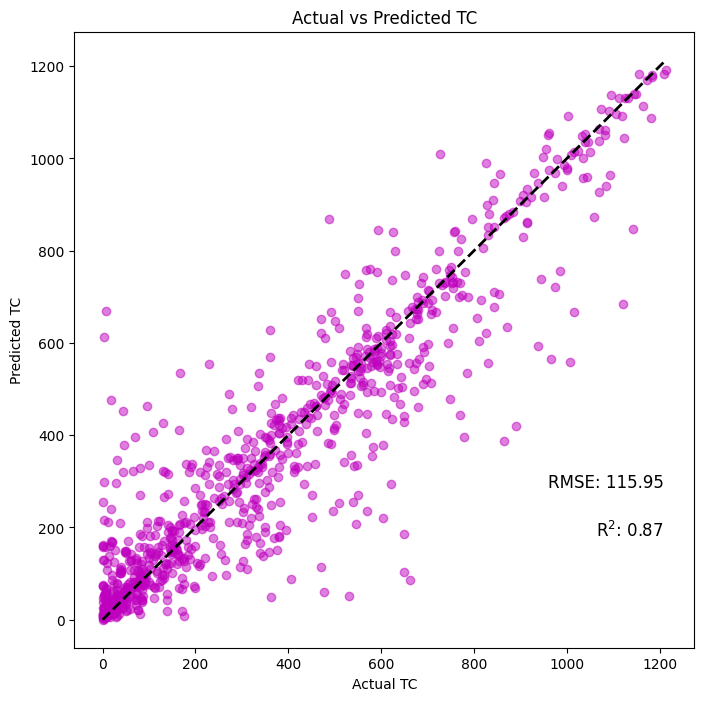 Actual vs Predicted TC
Predicted TC
1200
1000
800
600
400
200
0
RMSE: 115.95
R²: 0.87
0 200 400 600 800 1000 1200
Actual TC